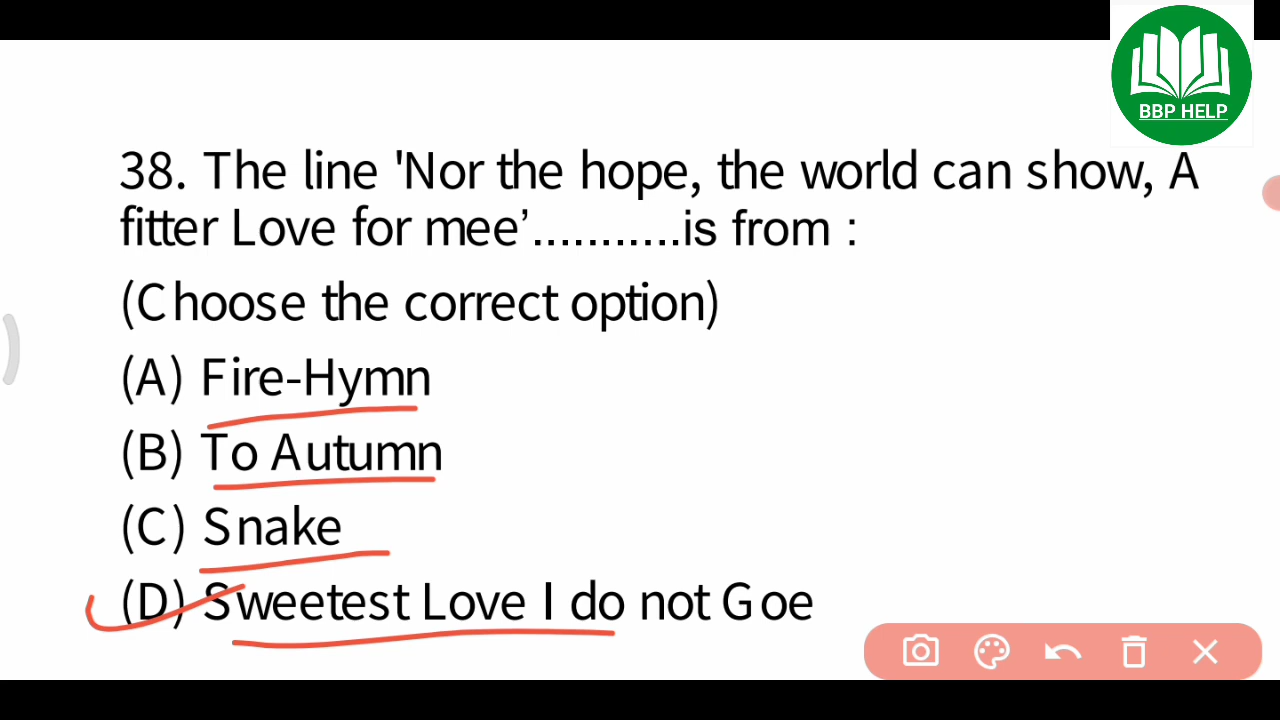 BBP HELP
38. The line 'Nor the hope, the world can show, A
fitter Love for mee’...........is from :
(Choose the correct option)
(A) Fire-Hymn
(B) To Autumn
(C) Snake
(D) Sweetest Love I do not Goe